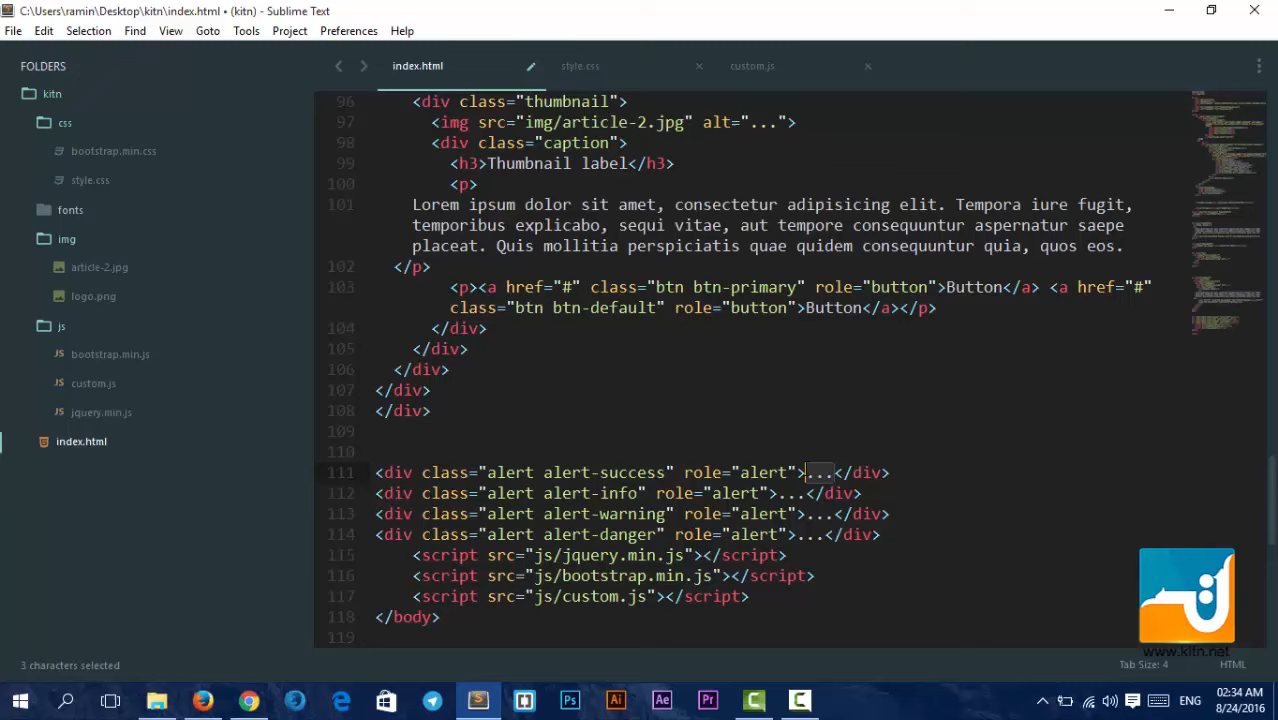 C:\Users\ramin\Desktop\kitn\index.html • (kitn) - Sublime Text
File Edit Selection Find View Goto Tools Project Preferences Help
FOLDERS
kitn
css
bootstrap.min.css
style.css
fonts
img
article-2.jpg
logo.png
js
bootstrap.min.js
custom.js
jquery.min.js
index.html
index.html style.css custom.js
96 <div class="thumbnail">
97 <img src="img/article-2.jpg" alt="...">
98 <div class="caption">
99 <h3>Thumbnail label</h3>
100 <p>
101 Lorem ipsum dolor sit amet, consectetur adipisicing elit. Tempora iure fugit,
temporibus explicabo, sequi vitae, aut tempore consequuntur aspernatur saepe
placeat. Quis mollitia perspiciatis quae quidem consequuntur quia, quos eos.
102 </p>
103 <p><a href="#" class="btn btn-primary" role="button">Button</a> <a href="#"
class="btn btn-default" role="button">Button</a></p>
104 </div>
105 </div>
106 </div>
107 </div>
108 </div>
109
110
111 <div class="alert alert-success" role="alert">...</div>
112 <div class="alert alert-info" role="alert">...</div>
113 <div class="alert alert-warning" role="alert">...</div>
114 <div class="alert alert-danger" role="alert">...</div>
115 <script src="js/jquery.min.js"></script>
116 <script src="js/bootstrap.min.js"></script>
117 <script src="js/custom.js"></script>
118 </body>
119
www.kitn.net
3 characters selected
Tab Size: 4 HTML
Ps Ai Ae Pr
ENG
02:34 AM
8/24/2016